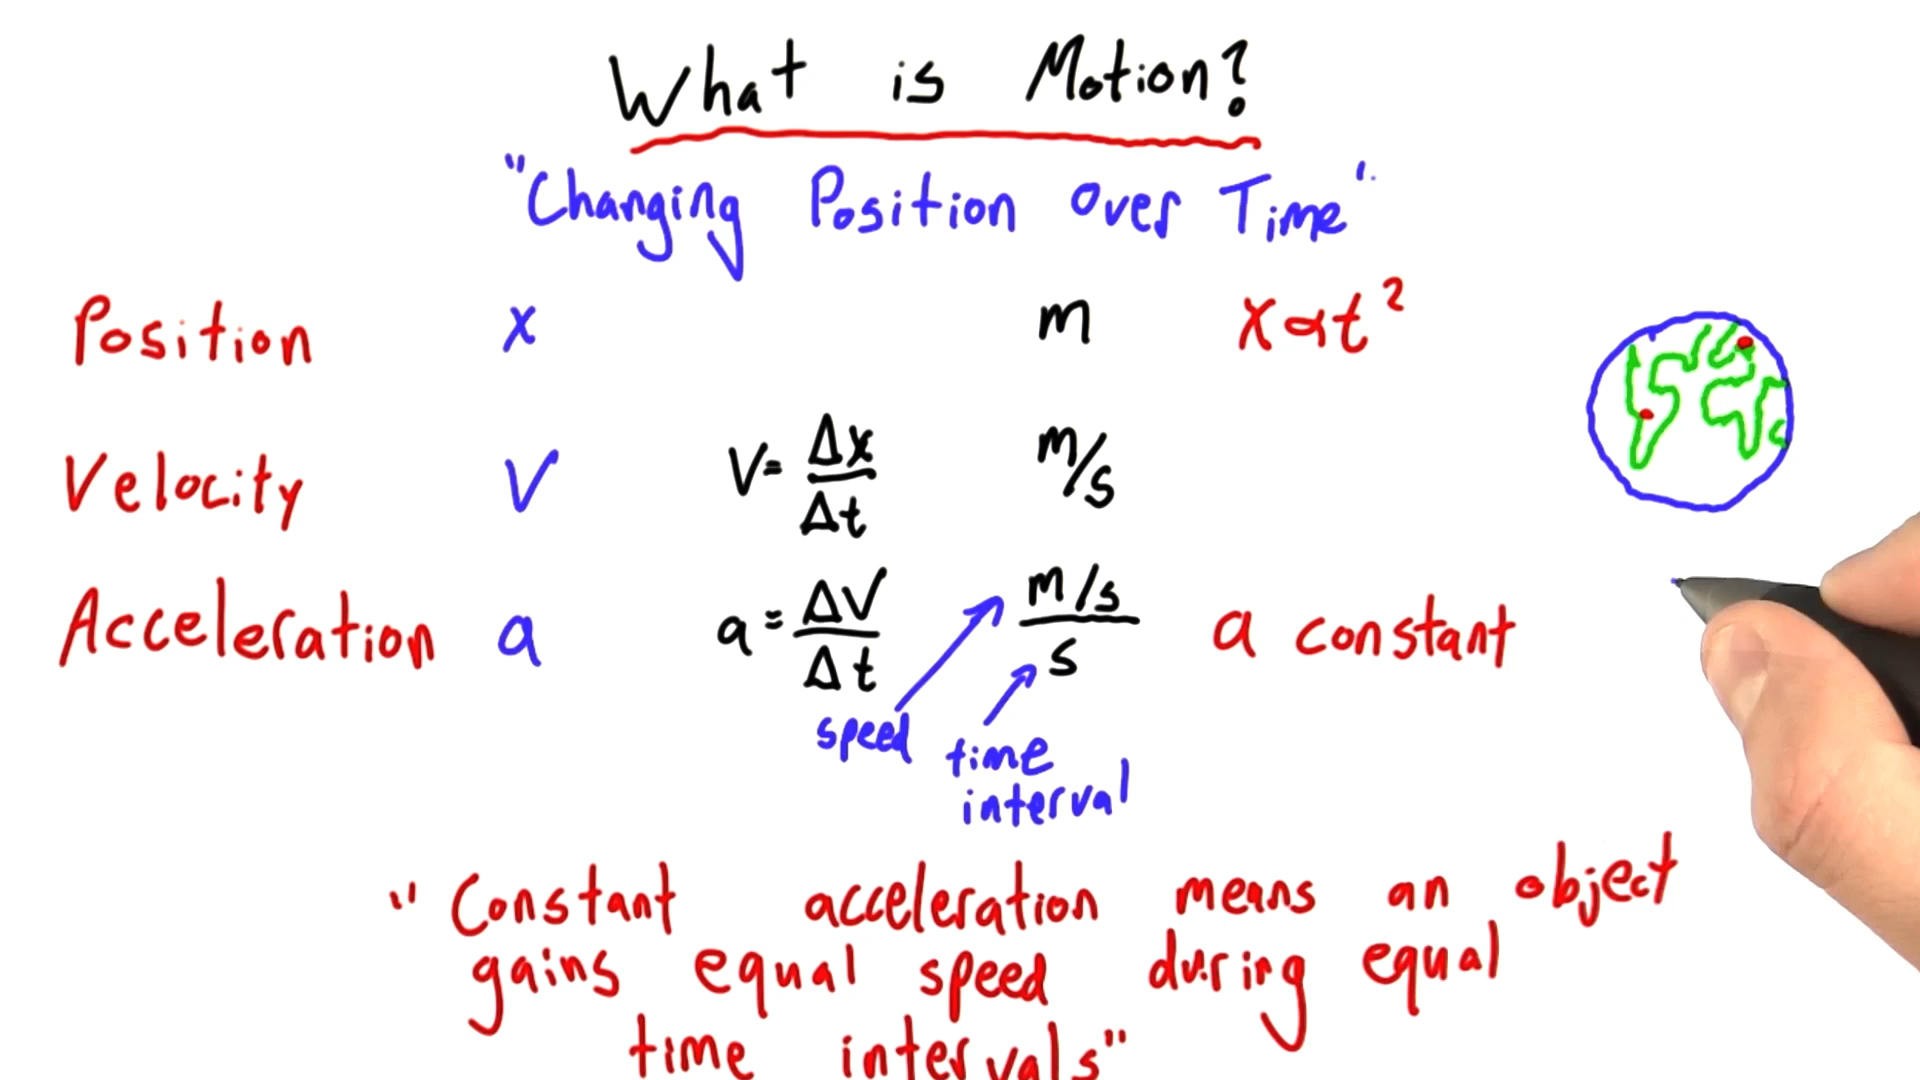 What is Motion?
"Changing Position Over Time"
Position x m x ∝ t²
Velocity v v = Δx/Δt m/s
Acceleration a a = Δv/Δt m/s/s a constant
speed
time
interval
"Constant acceleration means an object
gains equal speed during equal
time intervals"